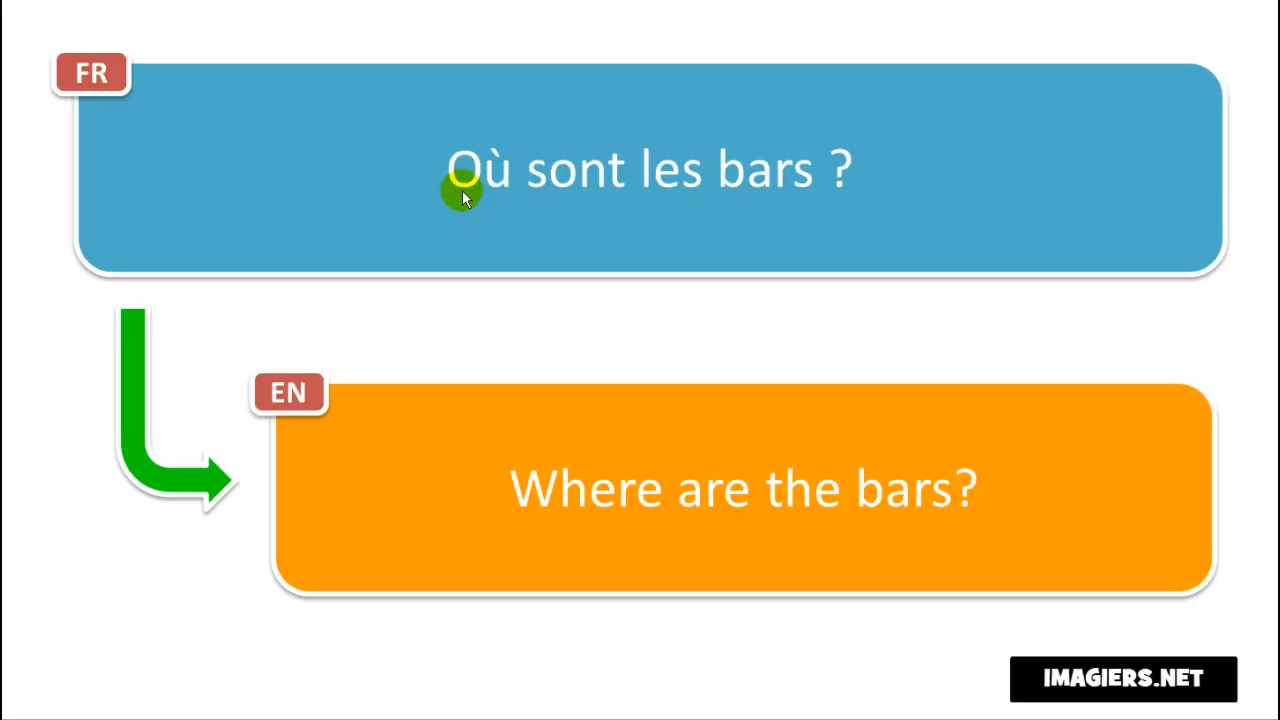 FR
Où sont les bars ?
EN
Where are the bars?
IMAGIERS.NET